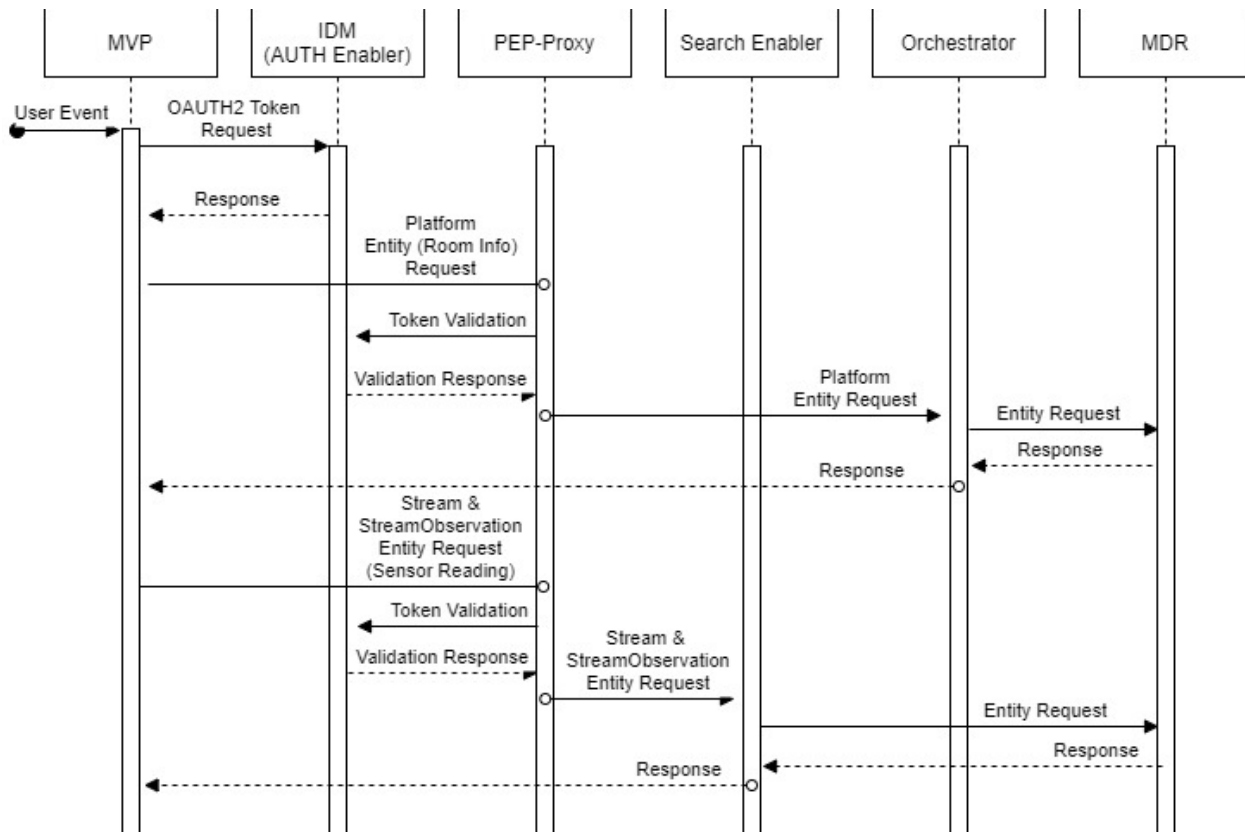 MVP
IDM
(AUTH Enabler)
PEP-Proxy
Search Enabler
Orchestrator
MDR
User Event
OAUTH2 Token
Request
Response
Platform
Entity (Room Info)
Request
Token Validation
Validation Response
Platform
Entity Request
Entity Request
Response
Response
Stream &
StreamObservation
Entity Request
(Sensor Reading)
Token Validation
Validation Response
Stream &
StreamObservation
Entity Request
Entity Request
Response
Response